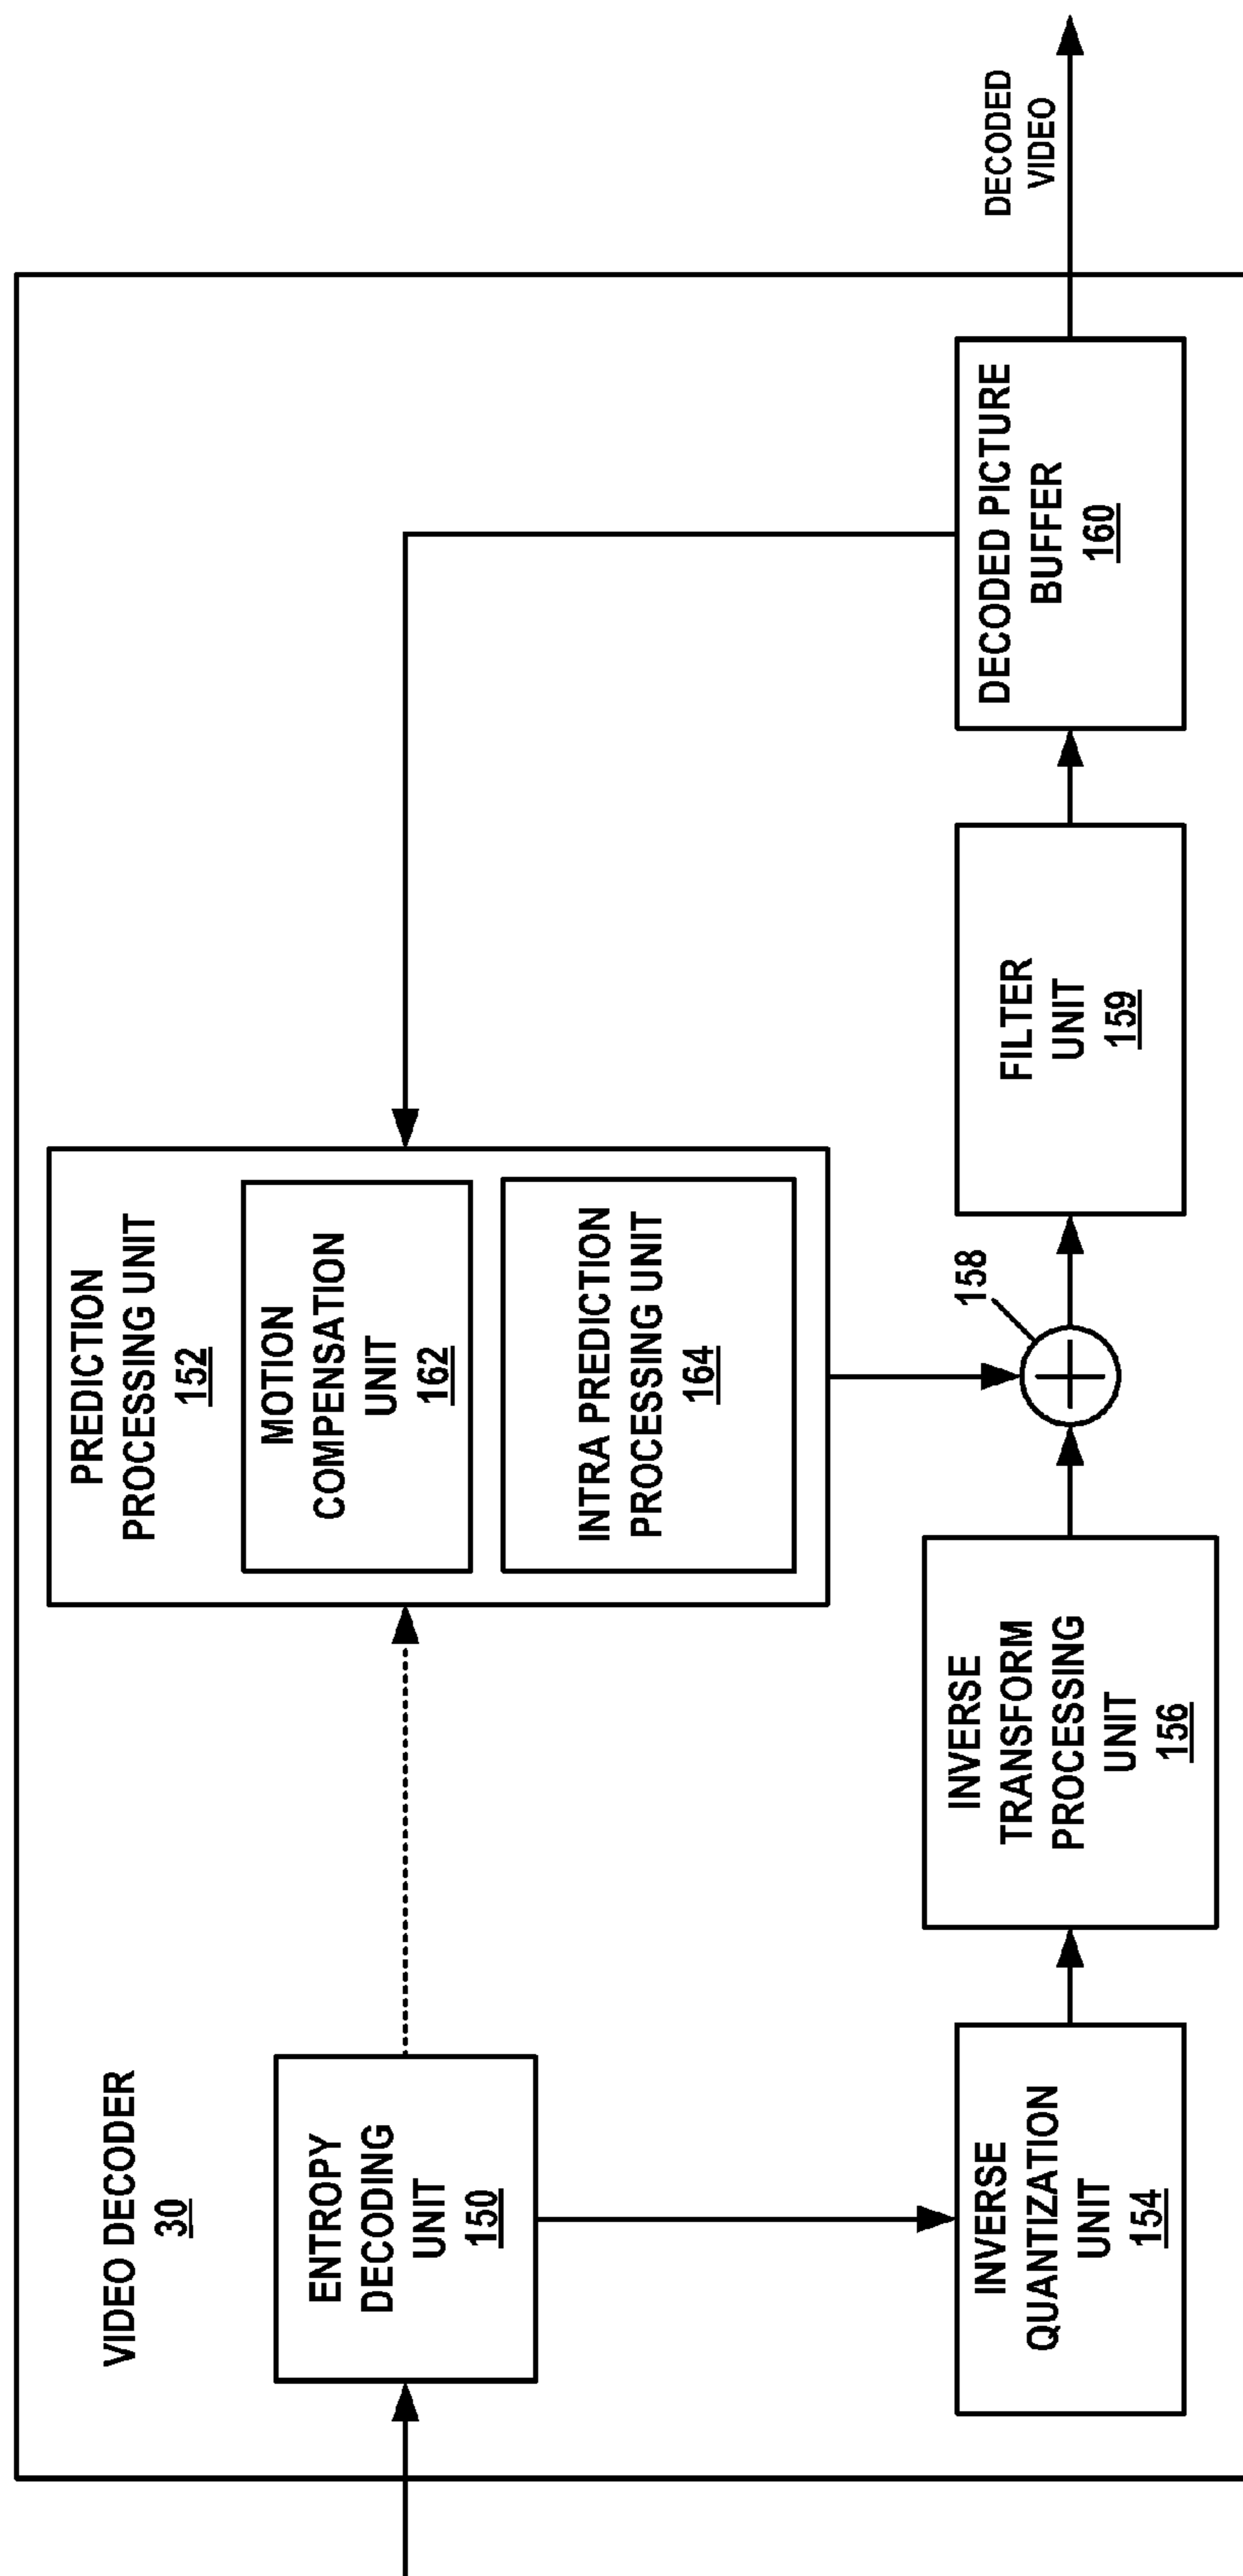 VIDEO DECODER
30
ENTROPY
DECODING
UNIT
150
PREDICTION
PROCESSING UNIT
152
MOTION
COMPENSATION
UNIT
162
INTRA PREDICTION
PROCESSING UNIT
164
INVERSE
QUANTIZATION
UNIT
154
INVERSE
TRANSFORM
PROCESSING
UNIT
156
158
FILTER
UNIT
159
DECODED PICTURE
BUFFER
160
DECODED
VIDEO